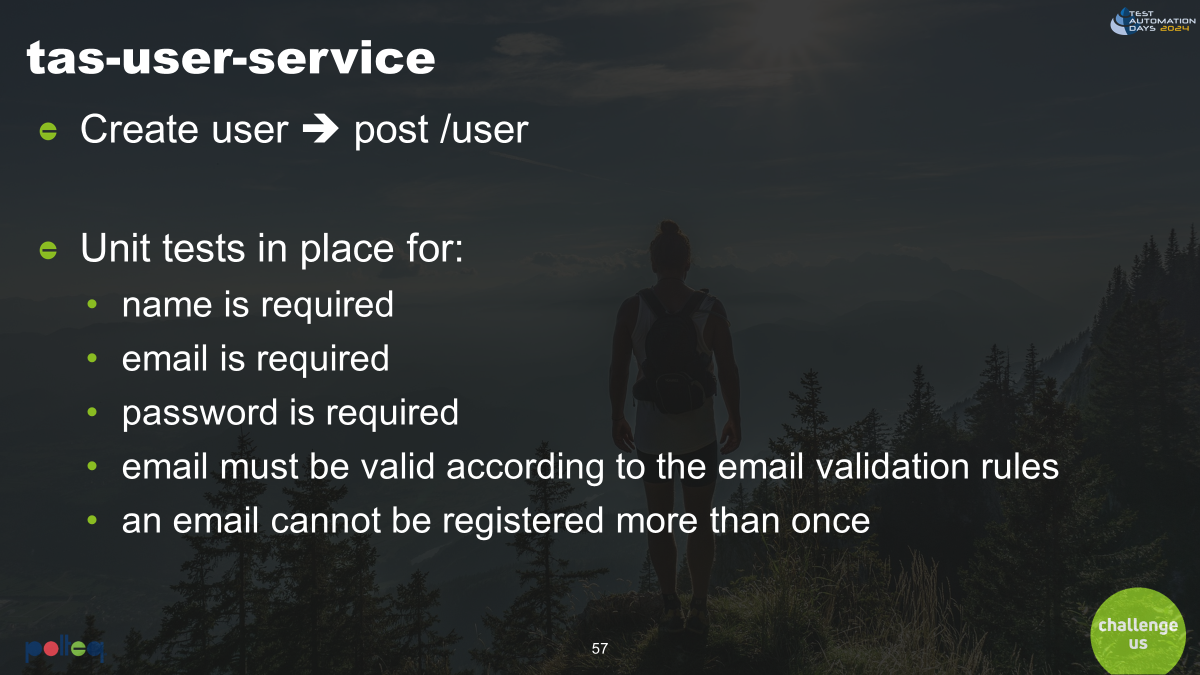 TEST
AUTOMATION
DAYS 2024
tas-user-service
Create user ➔ post /user
Unit tests in place for:
• name is required
• email is required
• password is required
• email must be valid according to the email validation rules
• an email cannot be registered more than once
polteq
57
challenge
us